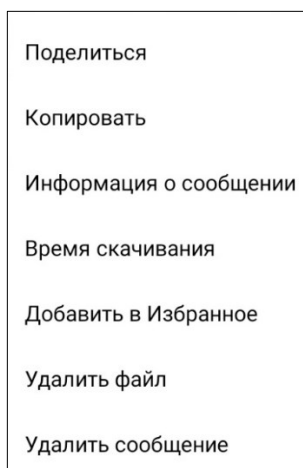 Поделиться
Копировать
Информация о сообщении
Время скачивания
Добавить в Избранное
Удалить файл
Удалить сообщение